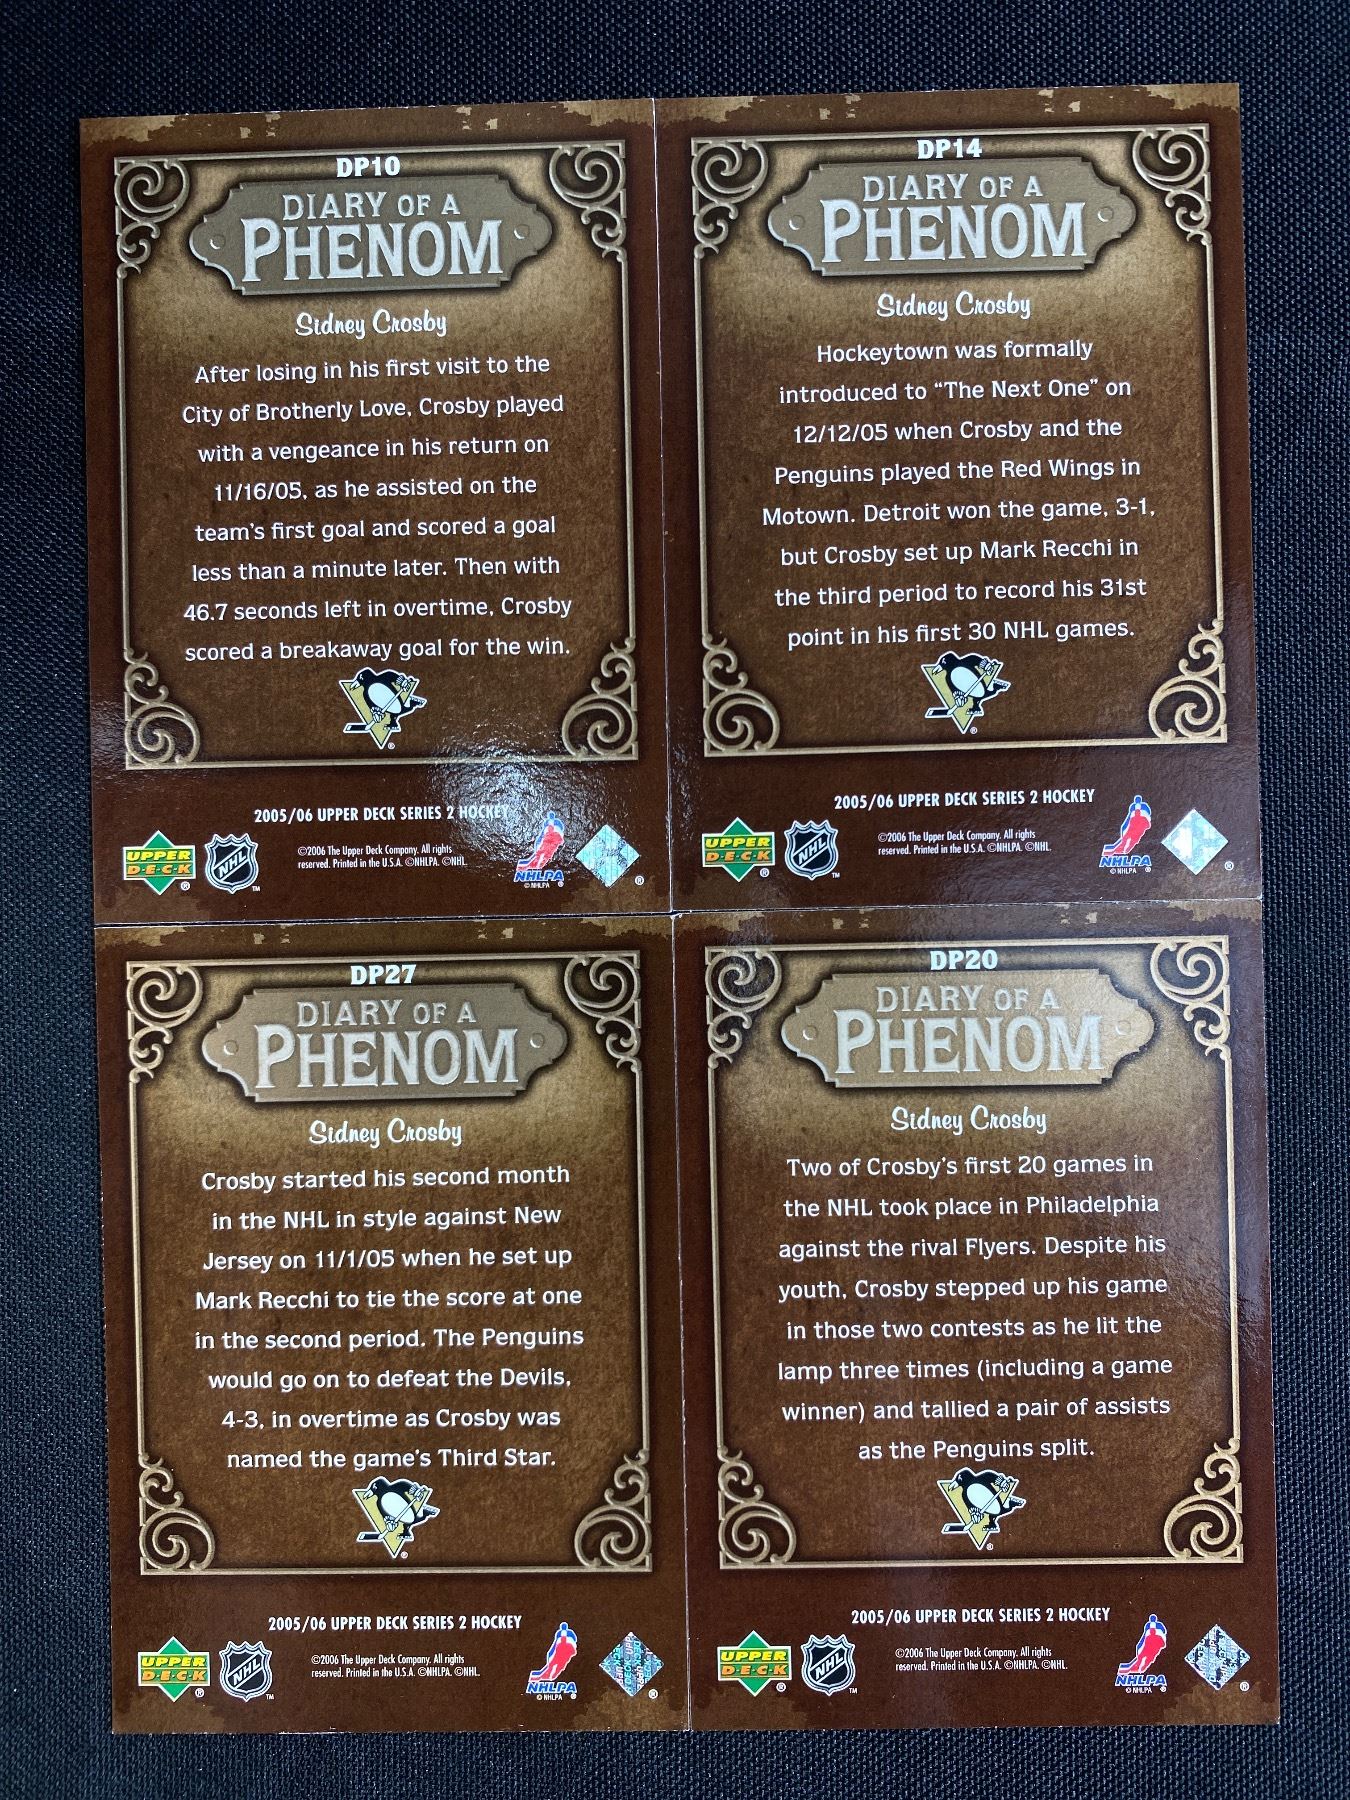 DP10
DIARY OF A
PHENOM
Sidney Crosby
After losing in his first visit to the
City of Brotherly Love, Crosby played
with a vengeance in his return on
11/16/05, as he assisted on the
team's first goal and scored a goal
less than a minute later. Then with
46.7 seconds left in overtime, Crosby
scored a breakaway goal for the win.
®
2005/06 UPPER DECK SERIES 2 HOCKEY
UPPER
D·E·C·K
®
NHL
™
©2006 The Upper Deck Company. All rights
reserved. Printed in the U.S.A. ©NHLPA. ©NHL.
NHLPA
®
© NHLPA
®
DP14
DIARY OF A
PHENOM
Sidney Crosby
Hockeytown was formally
introduced to “The Next One” on
12/12/05 when Crosby and the
Penguins played the Red Wings in
Motown. Detroit won the game, 3-1,
but Crosby set up Mark Recchi in
the third period to record his 31st
point in his first 30 NHL games.
®
2005/06 UPPER DECK SERIES 2 HOCKEY
UPPER
D·E·C·K
®
NHL
™
©2006 The Upper Deck Company. All rights
reserved. Printed in the U.S.A. ©NHLPA. ©NHL.
NHLPA
®
© NHLPA
®
DP27
DIARY OF A
PHENOM
Sidney Crosby
Crosby started his second month
in the NHL in style against New
Jersey on 11/1/05 when he set up
Mark Recchi to tie the score at one
in the second period. The Penguins
would go on to defeat the Devils,
4-3, in overtime as Crosby was
named the game's Third Star.
®
2005/06 UPPER DECK SERIES 2 HOCKEY
UPPER
D·E·C·K
®
NHL
™
©2006 The Upper Deck Company. All rights
reserved. Printed in the U.S.A. ©NHLPA. ©NHL.
NHLPA
®
© NHLPA
®
DP20
DIARY OF A
PHENOM
Sidney Crosby
Two of Crosby's first 20 games in
the NHL took place in Philadelphia
against the rival Flyers. Despite his
youth, Crosby stepped up his game
in those two contests as he lit the
lamp three times (including a game
winner) and tallied a pair of assists
as the Penguins split.
®
2005/06 UPPER DECK SERIES 2 HOCKEY
UPPER
D·E·C·K
®
NHL
™
©2006 The Upper Deck Company. All rights
reserved. Printed in the U.S.A. ©NHLPA. ©NHL.
NHLPA
®
© NHLPA
®